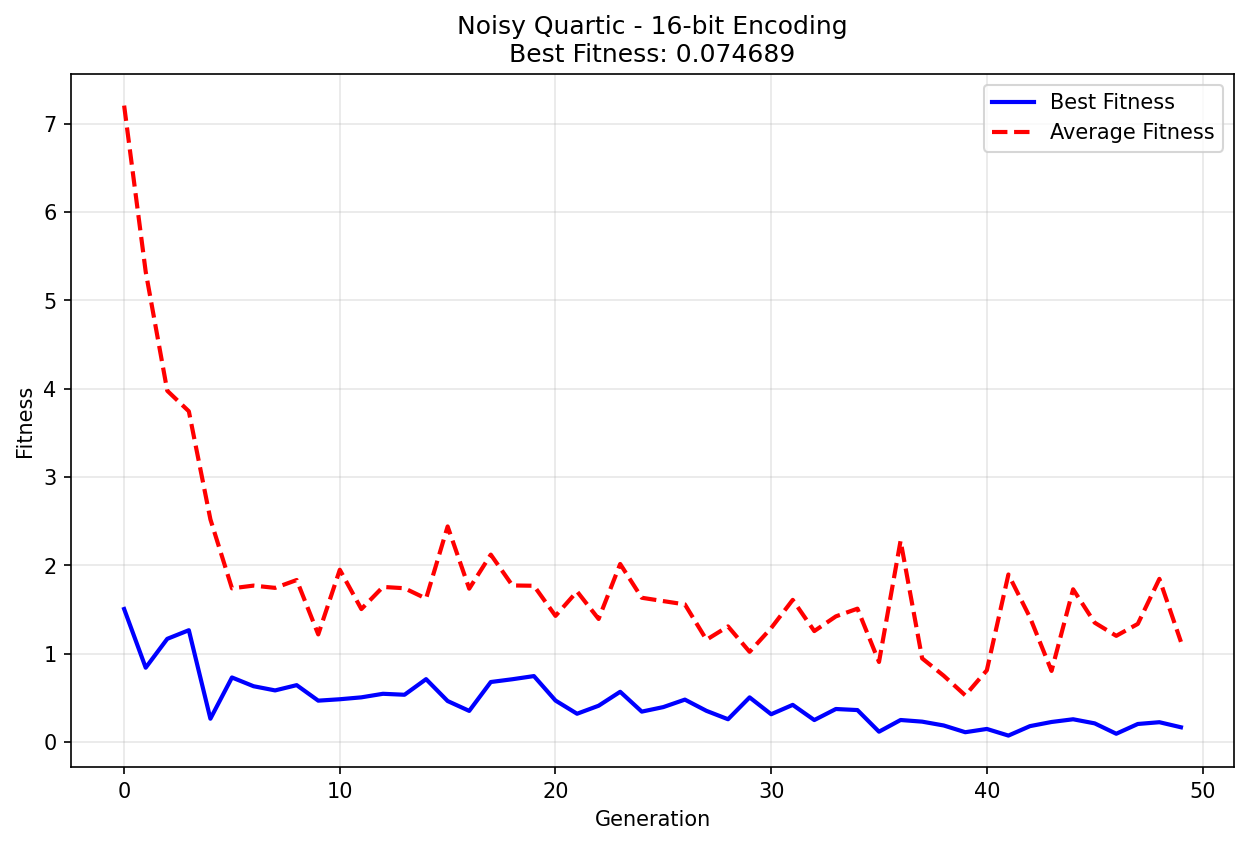 Noisy Quartic - 16-bit Encoding
Best Fitness: 0.074689
Best Fitness
Average Fitness
7
6
5
4
3
2
1
0
Fitness
0 10 20 30 40 50
Generation